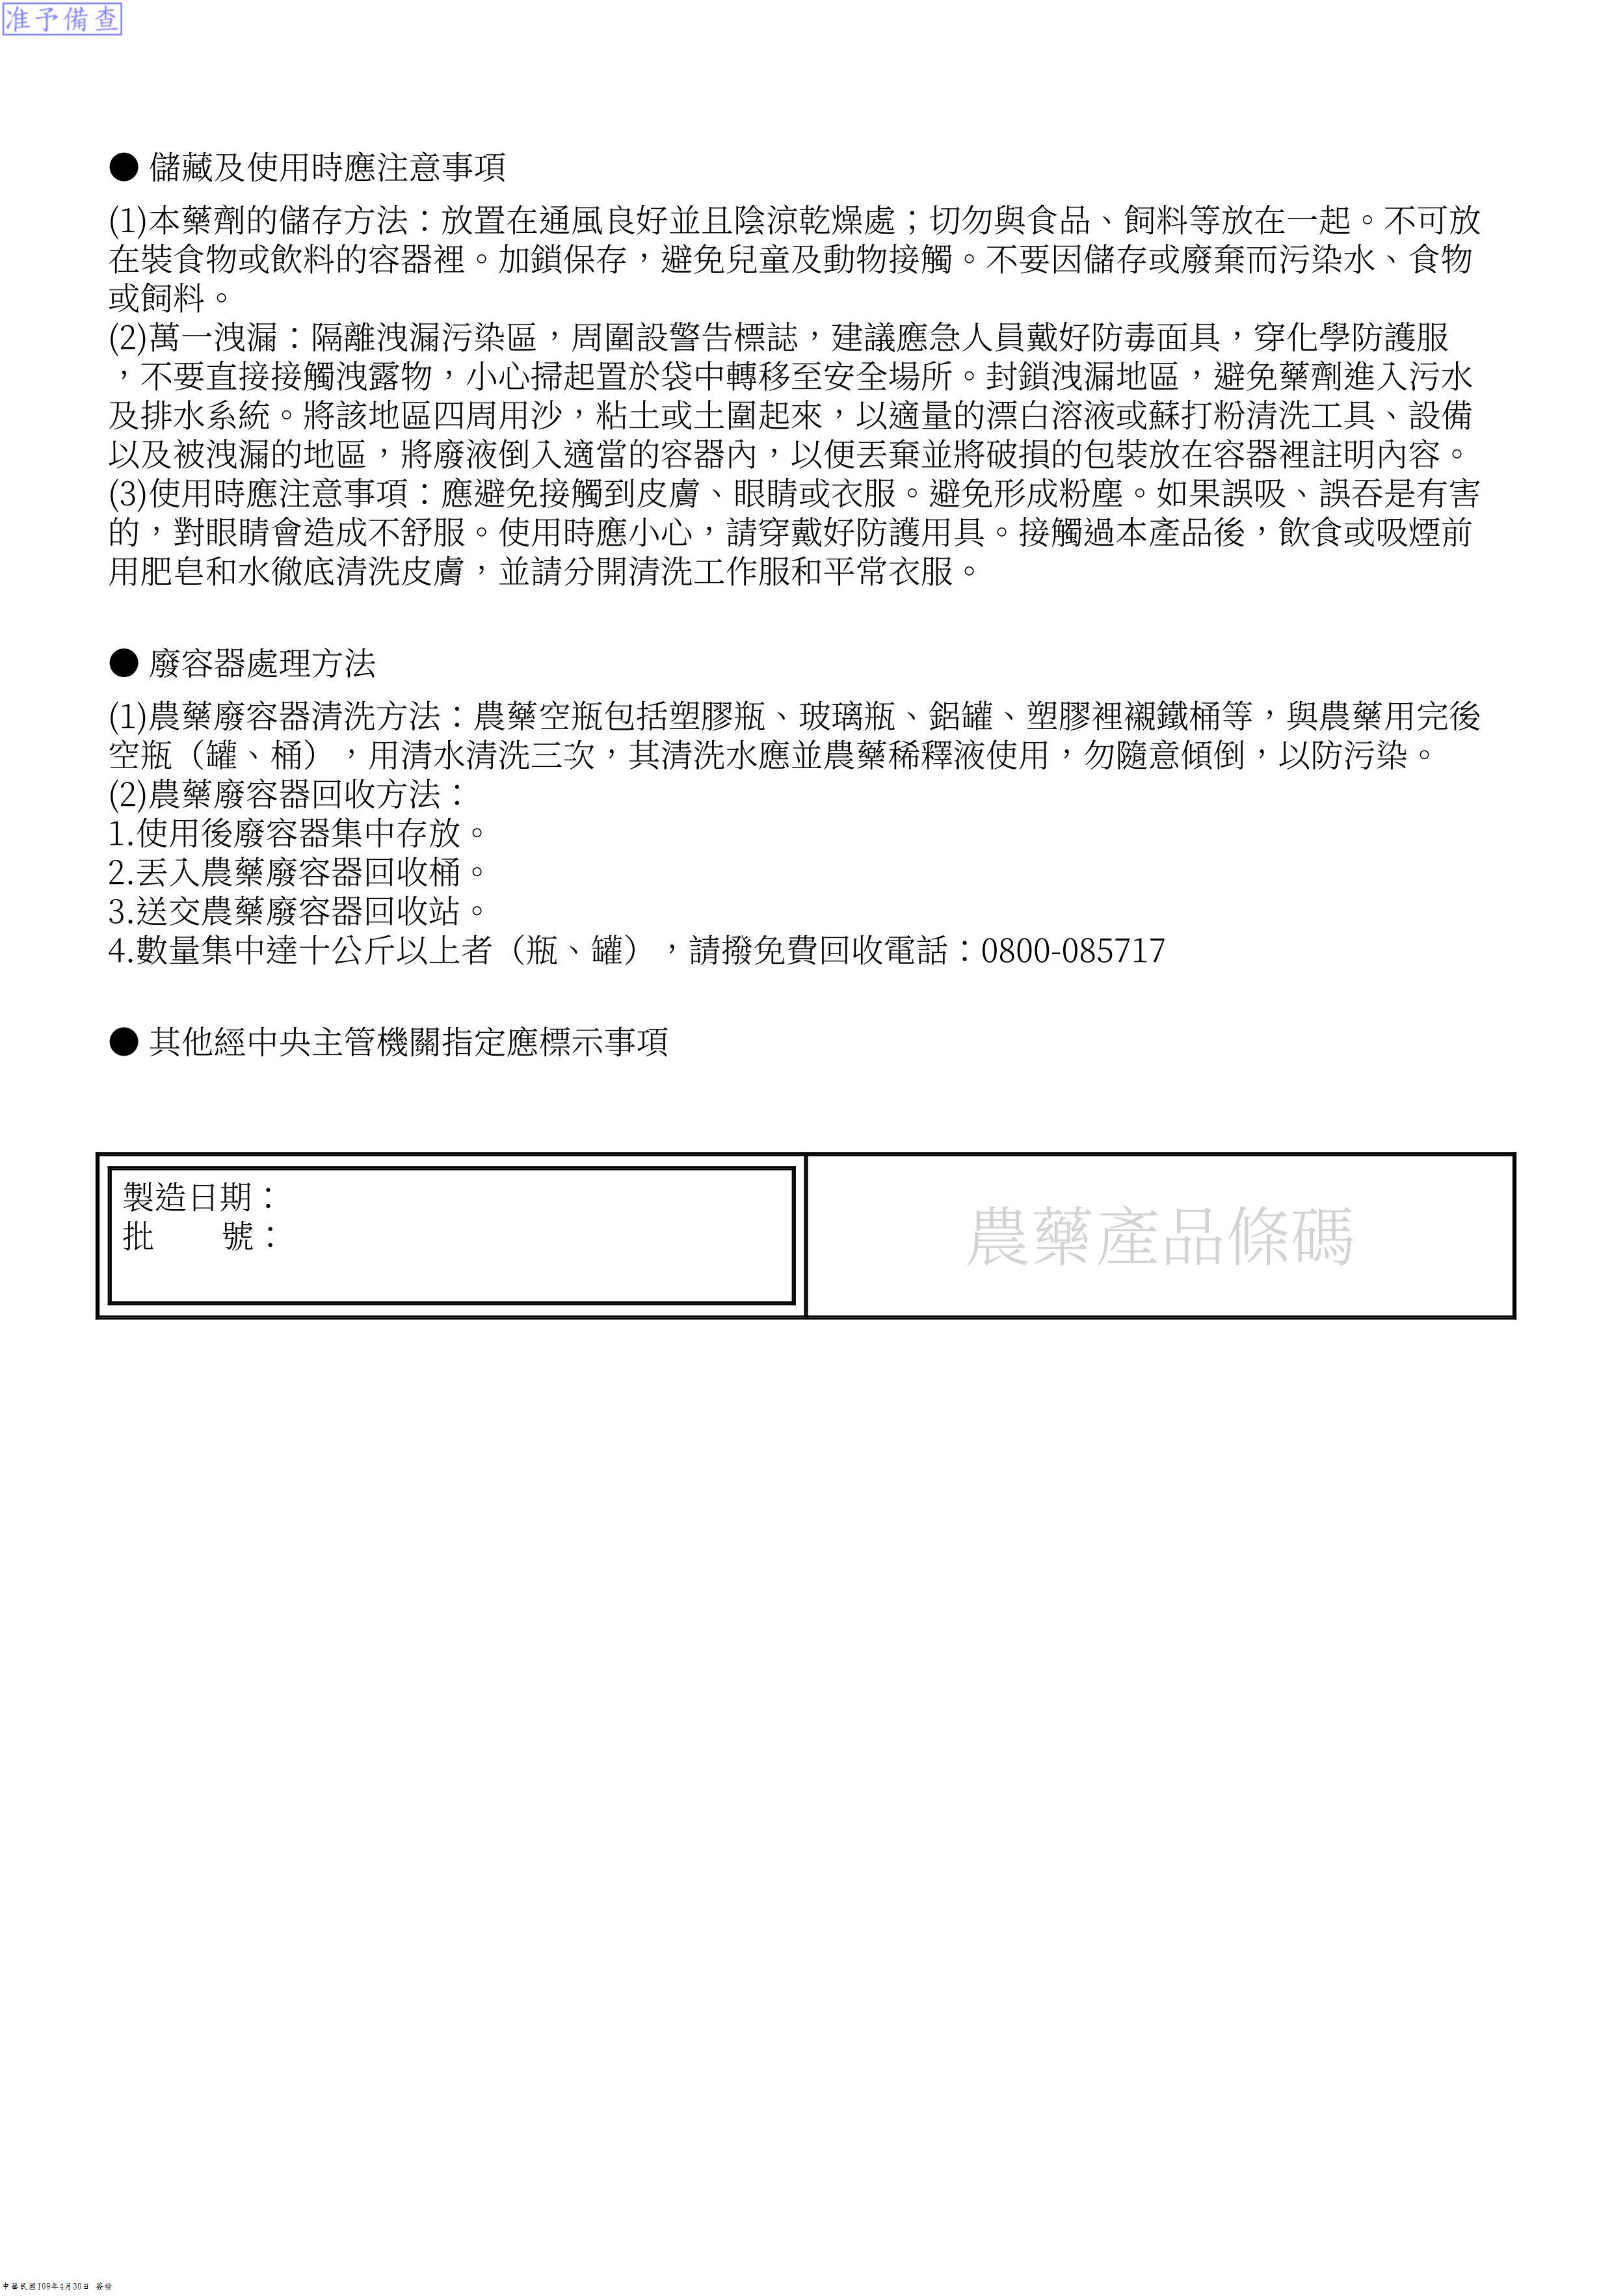 准予備查
● 儲藏及使用時應注意事項
(1)本藥劑的儲存方法：放置在通風良好並且陰涼乾燥處；切勿與食品、飼料等放在一起。不可放
在裝食物或飲料的容器裡。加鎖保存，避免兒童及動物接觸。不要因儲存或廢棄而污染水、食物
或飼料。
(2)萬一洩漏：隔離洩漏污染區，周圍設警告標誌，建議應急人員戴好防毒面具，穿化學防護服
，不要直接接觸洩露物，小心掃起置於袋中轉移至安全場所。封鎖洩漏地區，避免藥劑進入污水
及排水系統。將該地區四周用沙，粘土或土圍起來，以適量的漂白溶液或蘇打粉清洗工具、設備
以及被洩漏的地區，將廢液倒入適當的容器內，以便丟棄並將破損的包裝放在容器裡註明內容。
(3)使用時應注意事項：應避免接觸到皮膚、眼睛或衣服。避免形成粉塵。如果誤吸、誤吞是有害
的，對眼睛會造成不舒服。使用時應小心，請穿戴好防護用具。接觸過本產品後，飲食或吸煙前
用肥皂和水徹底清洗皮膚，並請分開清洗工作服和平常衣服。
● 廢容器處理方法
(1)農藥廢容器清洗方法：農藥空瓶包括塑膠瓶、玻璃瓶、鋁罐、塑膠裡襯鐵桶等，與農藥用完後
空瓶（罐、桶），用清水清洗三次，其清洗水應並農藥稀釋液使用，勿隨意傾倒，以防污染。
(2)農藥廢容器回收方法：
1.使用後廢容器集中存放。
2.丟入農藥廢容器回收桶。
3.送交農藥廢容器回收站。
4.數量集中達十公斤以上者（瓶、罐），請撥免費回收電話：0800-085717
● 其他經中央主管機關指定應標示事項
製造日期：
批　　號：
農藥產品條碼
中華民國109年4月30日 簽發